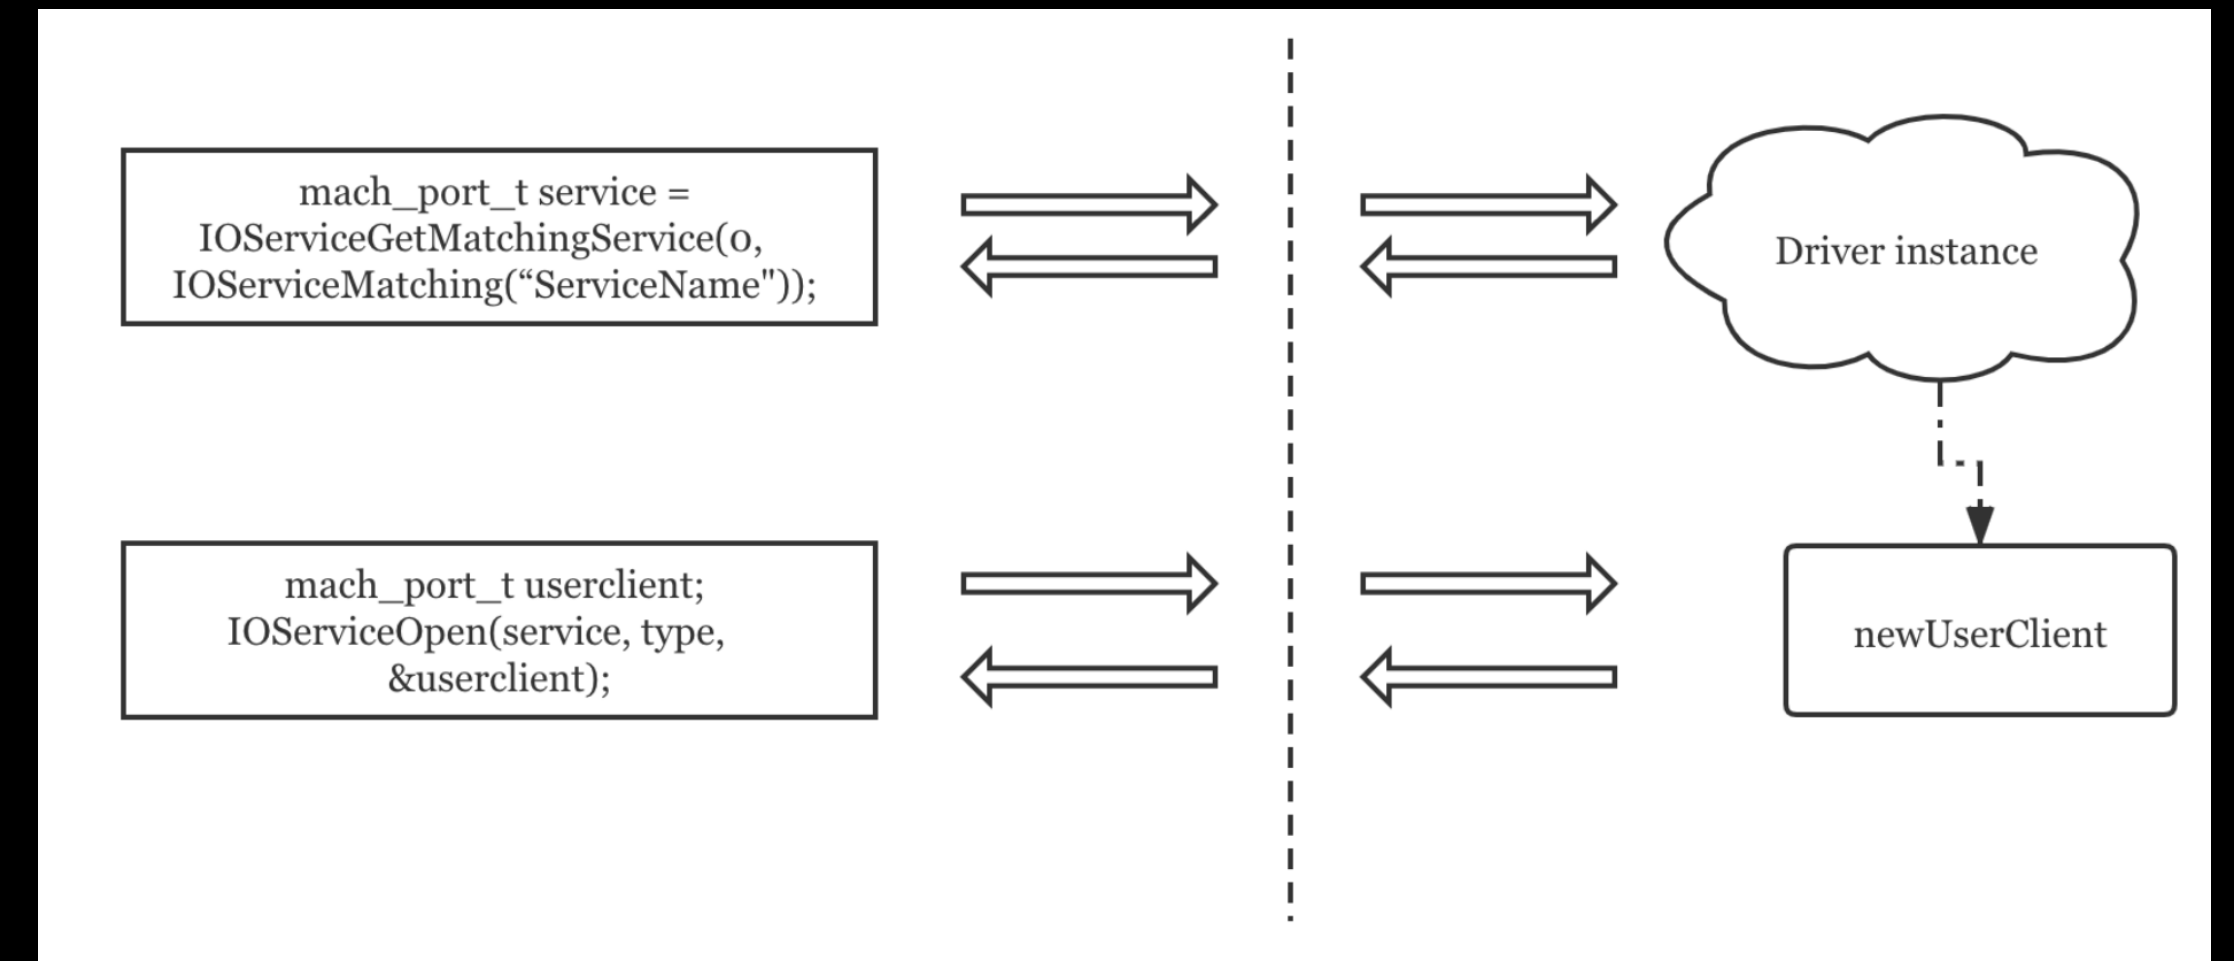 mach_port_t service =
IOServiceGetMatchingService(0,
IOServiceMatching(“ServiceName"));
Driver instance
mach_port_t userclient;
IOServiceOpen(service, type,
&userclient);
newUserClient